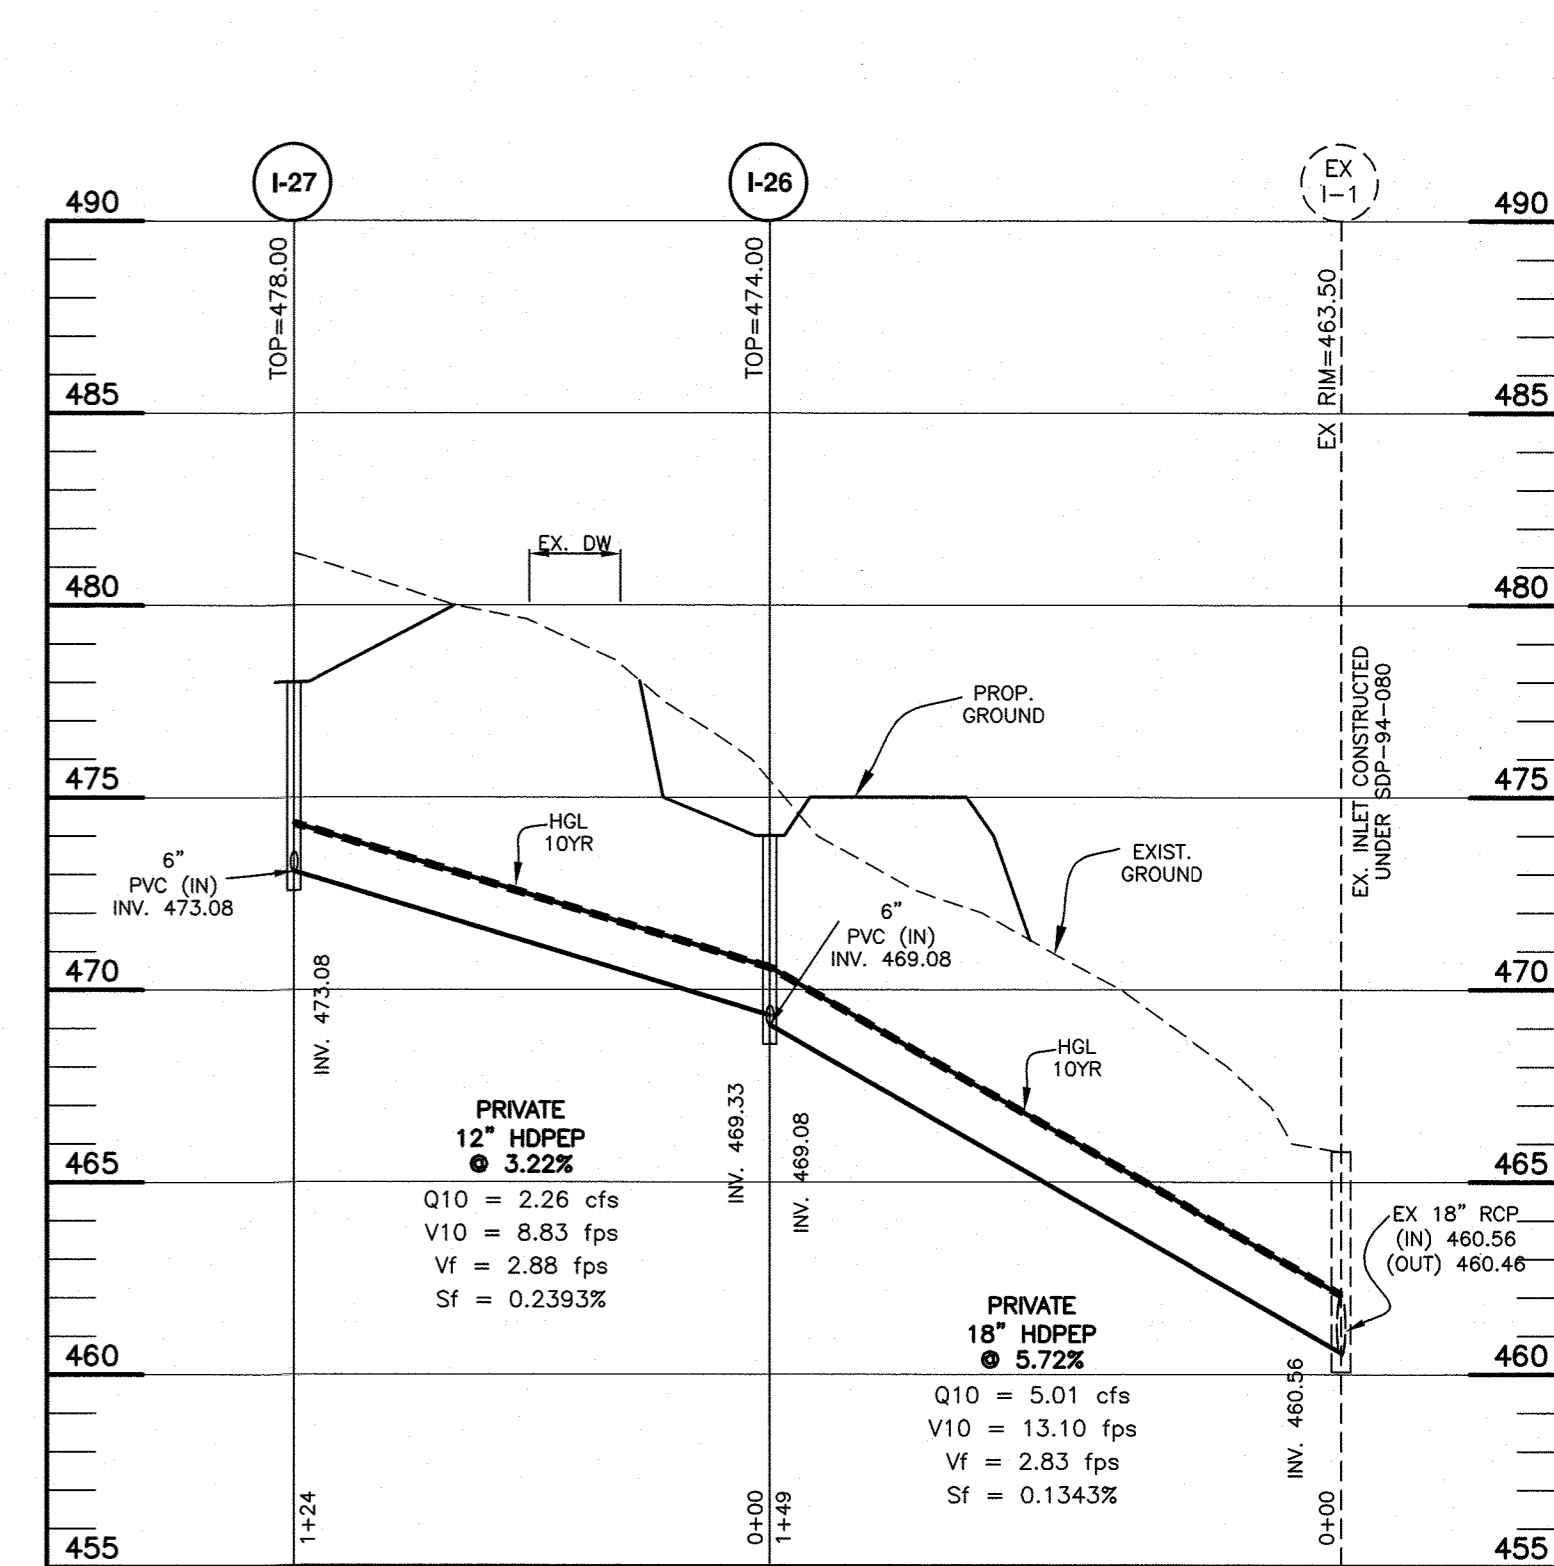 I-27
I-26
EX
I-1
490
490
TOP=478.00
TOP=474.00
EX RIM=463.50
485
485
EX. DW
480
480
PROP.
GROUND
EX. INLET CONSTRUCTED
UNDER SDP-94-080
475
475
HGL
10YR
EXIST.
GROUND
6"
PVC (IN)
INV. 473.08
6"
PVC (IN)
INV. 469.08
470
470
INV. 473.08
HGL
10YR
INV. 469.33
INV. 469.08
PRIVATE
12" HDPEP
@ 3.22%
Q10 = 2.26 cfs
V10 = 8.83 fps
Vf = 2.88 fps
Sf = 0.2393%
465
465
EX 18" RCP
(IN) 460.56
(OUT) 460.46
PRIVATE
18" HDPEP
@ 5.72%
Q10 = 5.01 cfs
V10 = 13.10 fps
Vf = 2.83 fps
Sf = 0.1343%
460
460
INV. 460.56
1+24
0+00
1+49
0+00
455
455